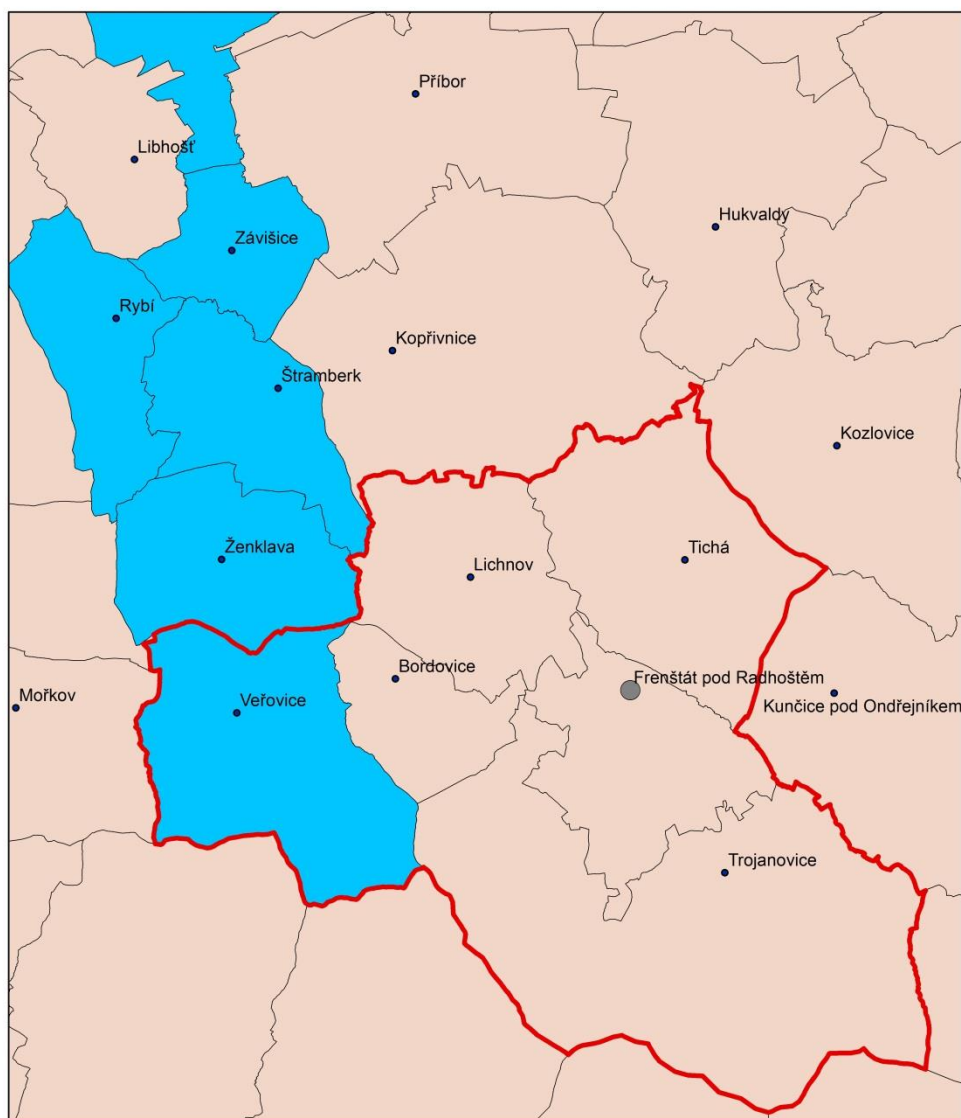 Příbor
Libhošť
Hukvaldy
Závišice
Rybí
Kopřivnice
Štramberk
Kozlovice
Ženklava
Tichá
Lichnov
Bordovice
Frenštát pod Radhoštěm
Mořkov
Veřovice
Kunčice pod Ondřejníkem
Trojanovice